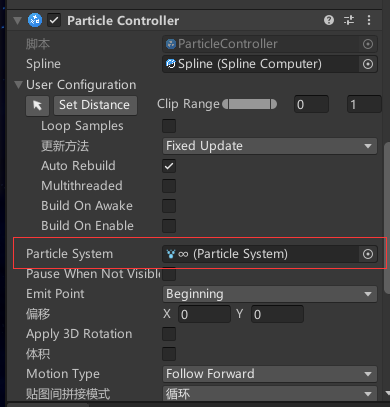 Particle Controller
脚本 ParticleController
Spline Spline (Spline Computer)
User Configuration
Set Distance Clip Range 0 1
Loop Samples
更新方法 Fixed Update
Auto Rebuild
Multithreaded
Build On Awake
Build On Enable
Particle System ∞ (Particle System)
Pause When Not Visible
Emit Point Beginning
偏移 X 0 Y 0
Apply 3D Rotation
体积
Motion Type Follow Forward
贴图间拼接模式 循环